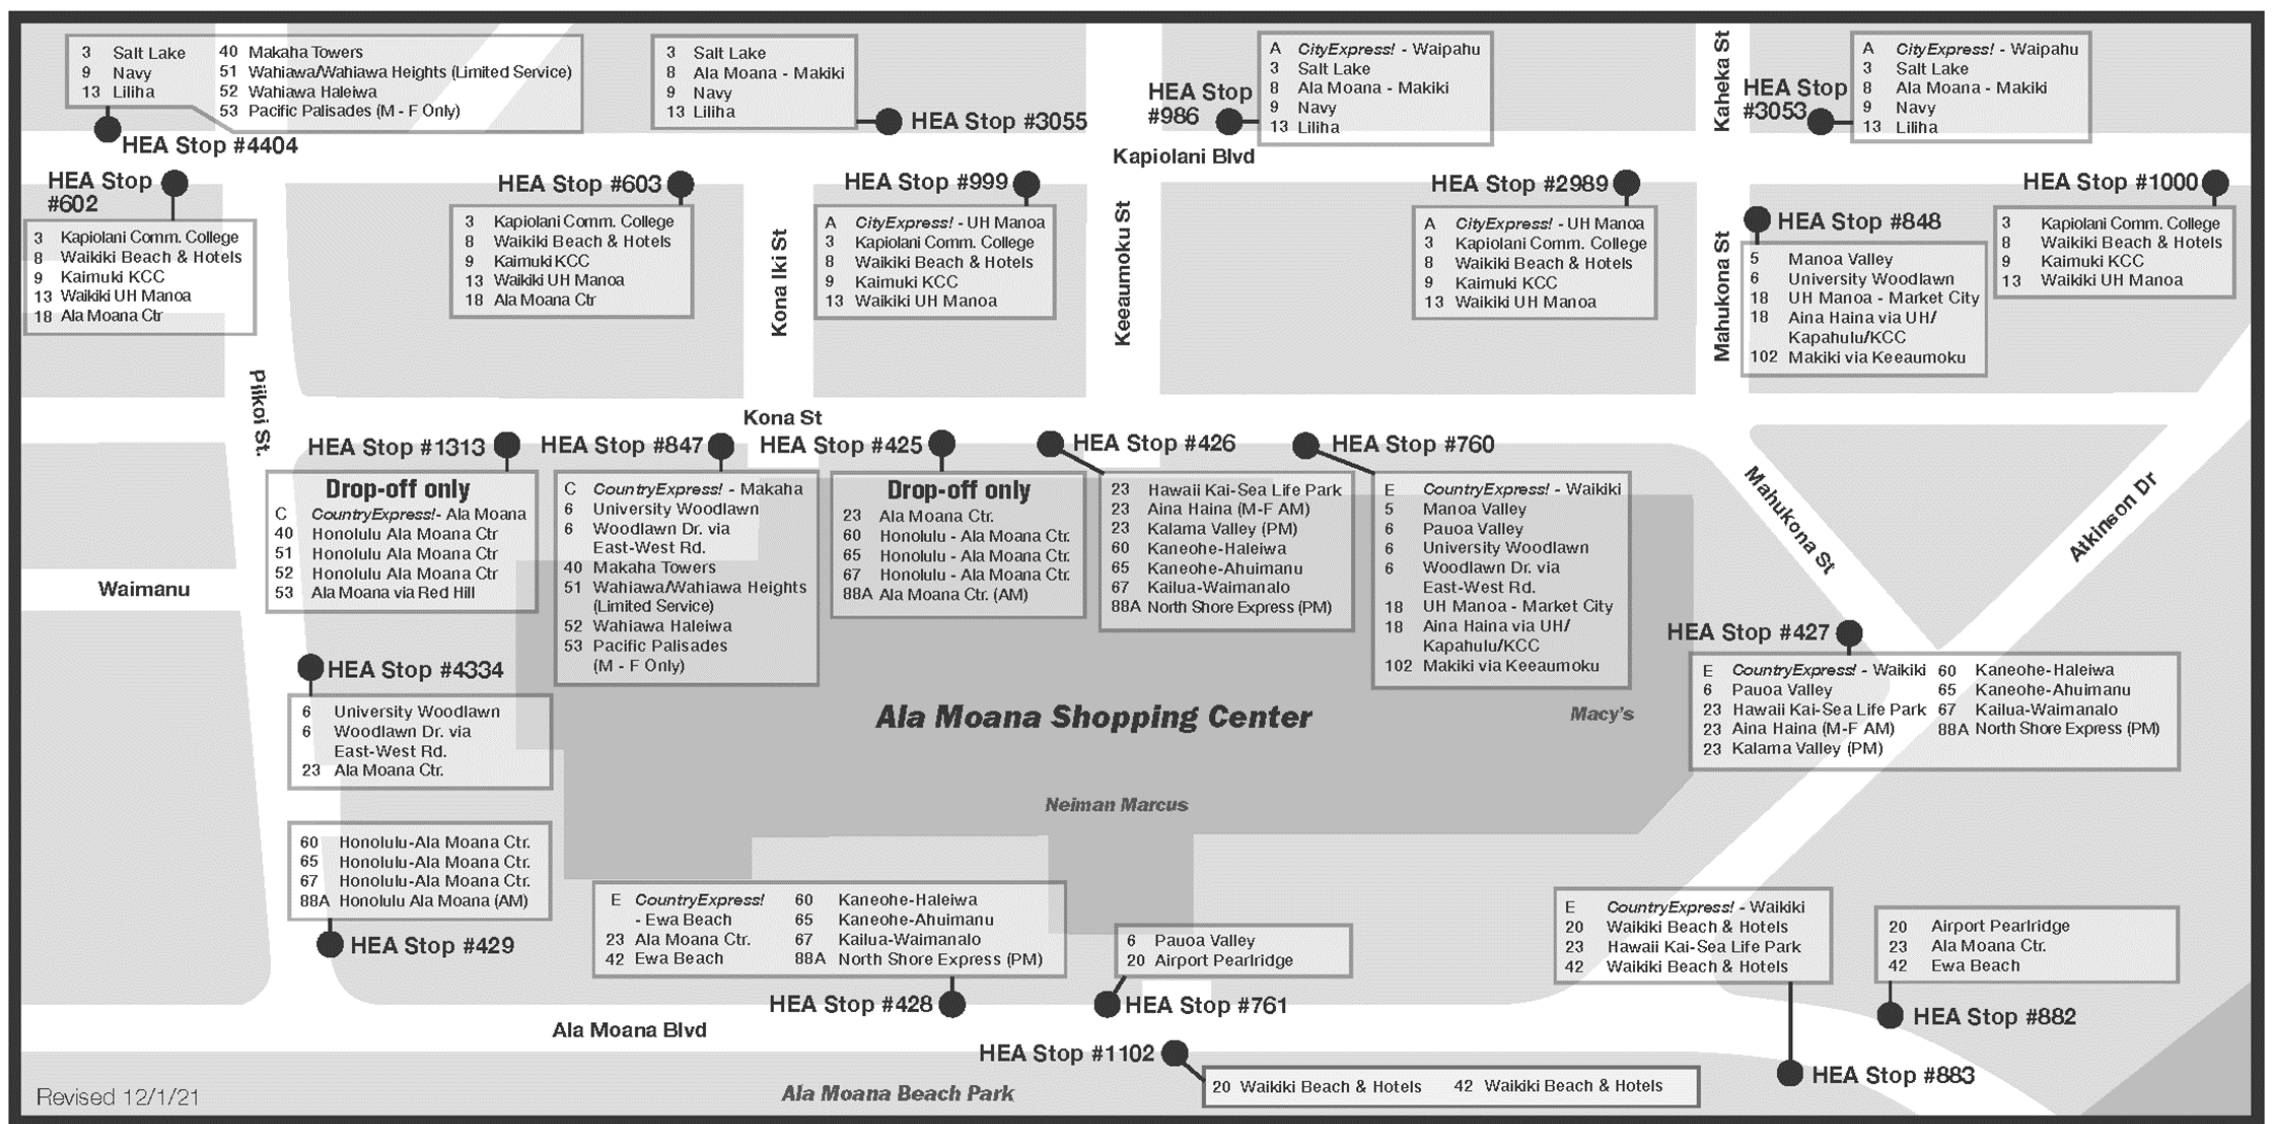 3 Salt Lake
9 Navy
13 Liliha
40 Makaha Towers
51 Wahiawa/Wahiawa Heights (Limited Service)
52 Wahiawa Haleiwa
53 Pacific Palisades (M - F Only)
HEA Stop #4404
3 Salt Lake
8 Ala Moana - Makiki
9 Navy
13 Liliha
HEA Stop #3055
HEA Stop
#986
A CityExpress! - Waipahu
3 Salt Lake
8 Ala Moana - Makiki
9 Navy
13 Liliha
Kaheka St
HEA Stop
#3053
A CityExpress! - Waipahu
3 Salt Lake
8 Ala Moana - Makiki
9 Navy
13 Liliha
Kapiolani Blvd
HEA Stop
#602
3 Kapiolani Comm. College
8 Waikiki Beach & Hotels
9 Kaimuki KCC
13 Waikiki UH Manoa
18 Ala Moana Ctr
HEA Stop #603
3 Kapiolani Comm. College
8 Waikiki Beach & Hotels
9 Kaimuki KCC
13 Waikiki UH Manoa
18 Ala Moana Ctr
Kona Iki St
HEA Stop #999
A CityExpress! - UH Manoa
3 Kapiolani Comm. College
8 Waikiki Beach & Hotels
9 Kaimuki KCC
13 Waikiki UH Manoa
Keeaumoku St
HEA Stop #2989
A CityExpress! - UH Manoa
3 Kapiolani Comm. College
8 Waikiki Beach & Hotels
9 Kaimuki KCC
13 Waikiki UH Manoa
Mahukona St
HEA Stop #848
5 Manoa Valley
6 University Woodlawn
18 UH Manoa - Market City
18 Aina Haina via UH/
Kapahulu/KCC
102 Makiki via Keeaumoku
HEA Stop #1000
3 Kapiolani Comm. College
8 Waikiki Beach & Hotels
9 Kaimuki KCC
13 Waikiki UH Manoa
Piikoi St.
Kona St
HEA Stop #1313
Drop-off only
C CountryExpress!- Ala Moana
40 Honolulu Ala Moana Ctr
51 Honolulu Ala Moana Ctr
52 Honolulu Ala Moana Ctr
53 Ala Moana via Red Hill
HEA Stop #847
C CountryExpress! - Makaha
6 University Woodlawn
6 Woodlawn Dr. via
East-West Rd.
40 Makaha Towers
51 Wahiawa/Wahiawa Heights
(Limited Service)
52 Wahiawa Haleiwa
53 Pacific Palisades
(M - F Only)
HEA Stop #425
Drop-off only
23 Ala Moana Ctr.
60 Honolulu - Ala Moana Ctr.
65 Honolulu - Ala Moana Ctr.
67 Honolulu - Ala Moana Ctr.
88A Ala Moana Ctr. (AM)
HEA Stop #426
23 Hawaii Kai-Sea Life Park
23 Aina Haina (M-F AM)
23 Kalama Valley (PM)
60 Kaneohe-Haleiwa
65 Kaneohe-Ahuimanu
67 Kailua-Waimanalo
88A North Shore Express (PM)
HEA Stop #760
E CountryExpress! - Waikiki
5 Manoa Valley
6 Pauoa Valley
6 University Woodlawn
6 Woodlawn Dr. via
East-West Rd.
18 UH Manoa - Market City
18 Aina Haina via UH/
Kapahulu/KCC
102 Makiki via Keeaumoku
Mahukona St
Atkinson Dr
Waimanu
HEA Stop #427
E CountryExpress! - Waikiki
6 Pauoa Valley
23 Hawaii Kai-Sea Life Park
23 Aina Haina (M-F AM)
23 Kalama Valley (PM)
60 Kaneohe-Haleiwa
65 Kaneohe-Ahuimanu
67 Kailua-Waimanalo
88A North Shore Express (PM)
HEA Stop #4334
6 University Woodlawn
6 Woodlawn Dr. via
East-West Rd.
23 Ala Moana Ctr.
Ala Moana Shopping Center
Macy's
Neiman Marcus
60 Honolulu-Ala Moana Ctr.
65 Honolulu-Ala Moana Ctr.
67 Honolulu-Ala Moana Ctr.
88A Honolulu Ala Moana (AM)
HEA Stop #429
E CountryExpress!
- Ewa Beach
23 Ala Moana Ctr.
42 Ewa Beach
60 Kaneohe-Haleiwa
65 Kaneohe-Ahuimanu
67 Kailua-Waimanalo
88A North Shore Express (PM)
HEA Stop #428
6 Pauoa Valley
20 Airport Pearlridge
HEA Stop #761
E CountryExpress! - Waikiki
20 Waikiki Beach & Hotels
23 Hawaii Kai-Sea Life Park
42 Waikiki Beach & Hotels
HEA Stop #883
20 Airport Pearlridge
23 Ala Moana Ctr.
42 Ewa Beach
HEA Stop #882
Ala Moana Blvd
HEA Stop #1102
20 Waikiki Beach & Hotels 42 Waikiki Beach & Hotels
Ala Moana Beach Park
Revised 12/1/21